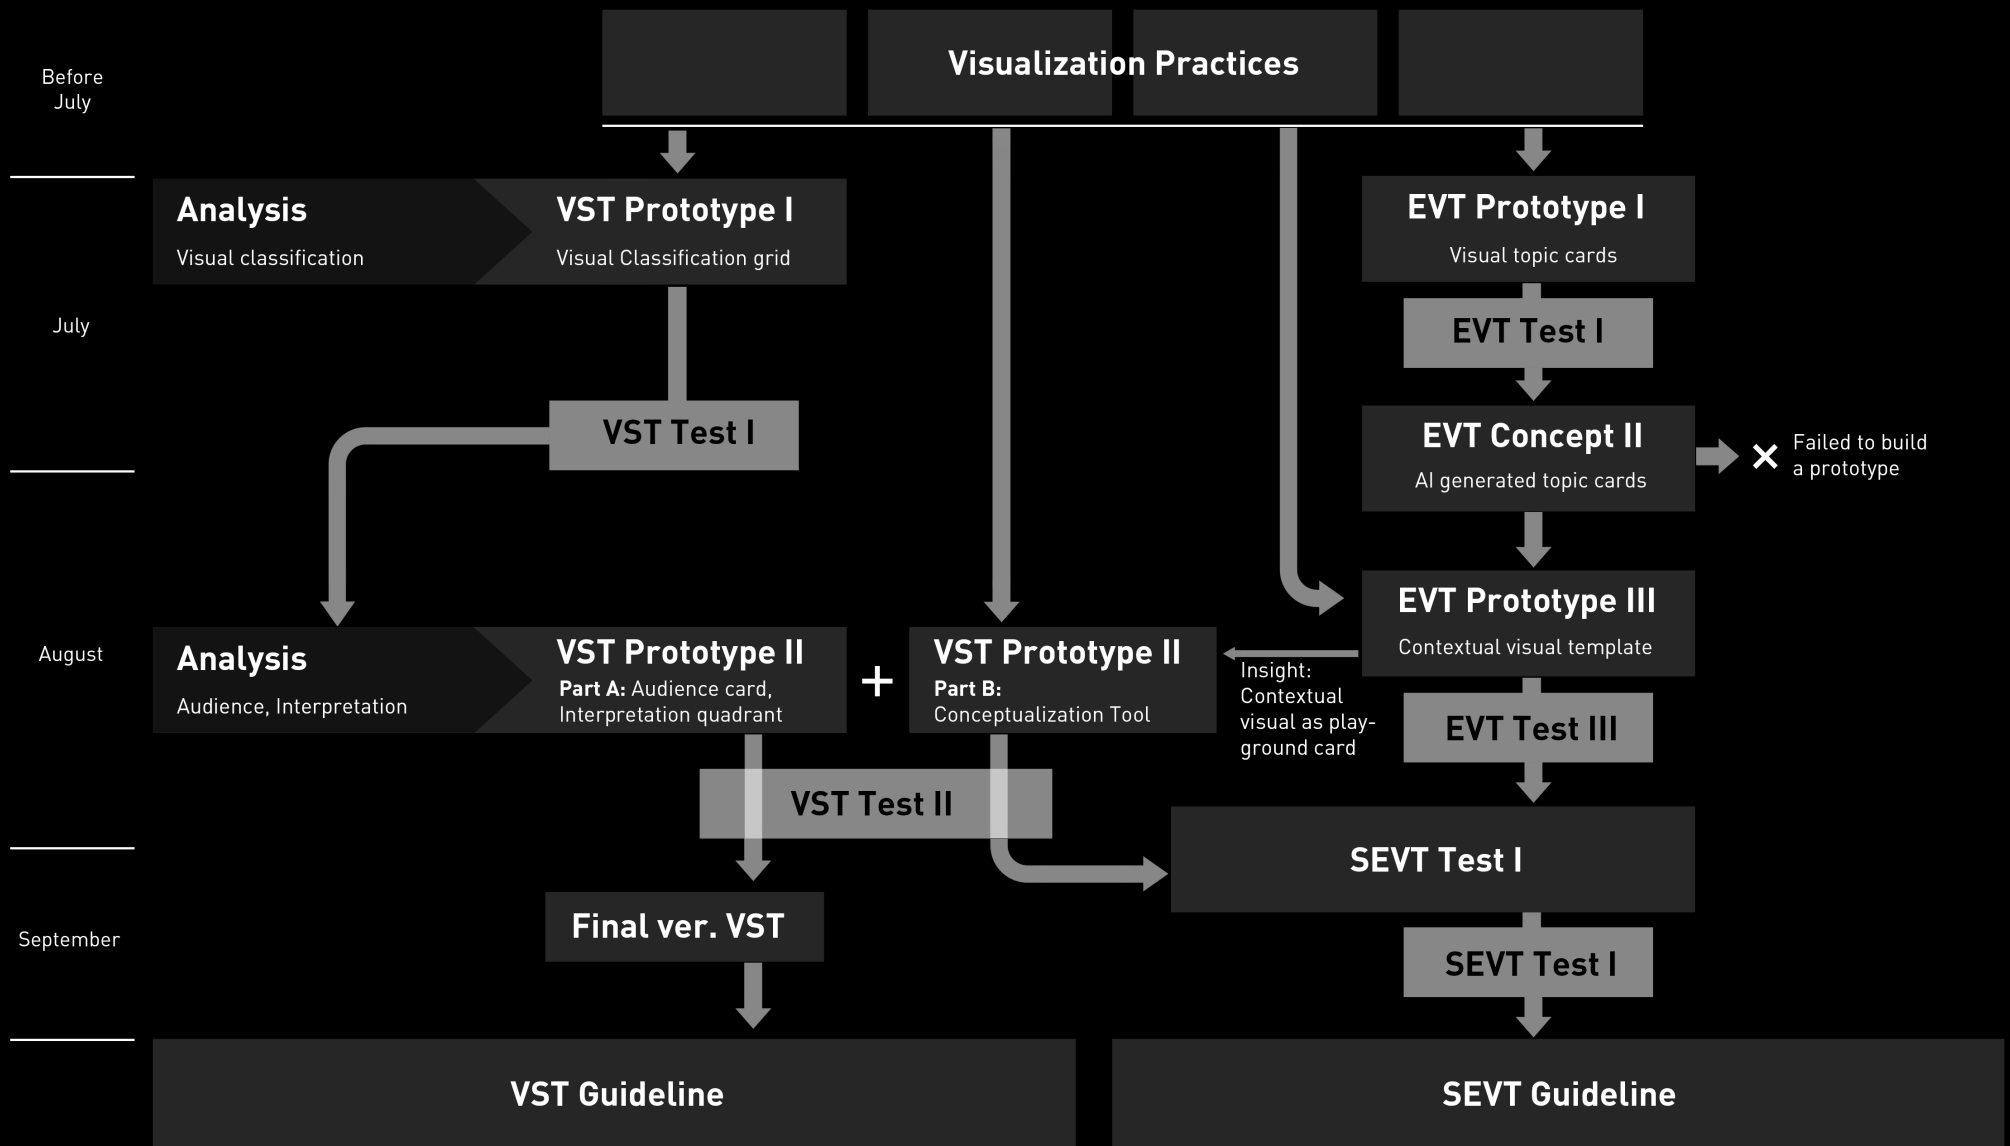 Visualization Practices
Before
July
Analysis
Visual classification
VST Prototype I
Visual Classification grid
EVT Prototype I
Visual topic cards
July
EVT Test I
VST Test I
EVT Concept II
AI generated topic cards
Failed to build
a prototype
August
Analysis
Audience, Interpretation
VST Prototype II
Part A: Audience card,
Interpretation quadrant
+
VST Prototype II
Part B:
Conceptualization Tool
Insight:
Contextual
visual as play-
ground card
EVT Prototype III
Contextual visual template
EVT Test III
VST Test II
SEVT Test I
September
Final ver. VST
SEVT Test I
VST Guideline
SEVT Guideline